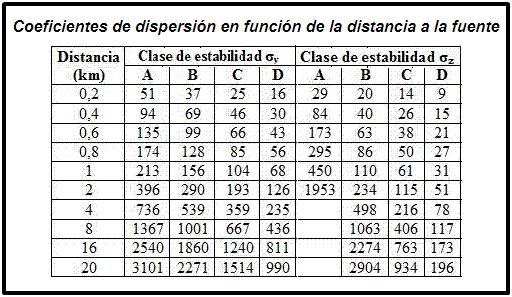 Coeficientes de dispersión en función de la distancia a la fuente
Distancia (km) Clase de estabilidad σy Clase de estabilidad σz
A B C D A B C D
0,2 51 37 25 16 29 20 14 9
0,4 94 69 46 30 84 40 26 15
0,6 135 99 66 43 173 63 38 21
0,8 174 128 85 56 295 86 50 27
1 213 156 104 68 450 110 61 31
2 396 290 193 126 1953 234 115 51
4 736 539 359 235 498 216 78
8 1367 1001 667 436 1063 406 117
16 2540 1860 1240 811 2274 763 173
20 3101 2271 1514 990 2904 934 196